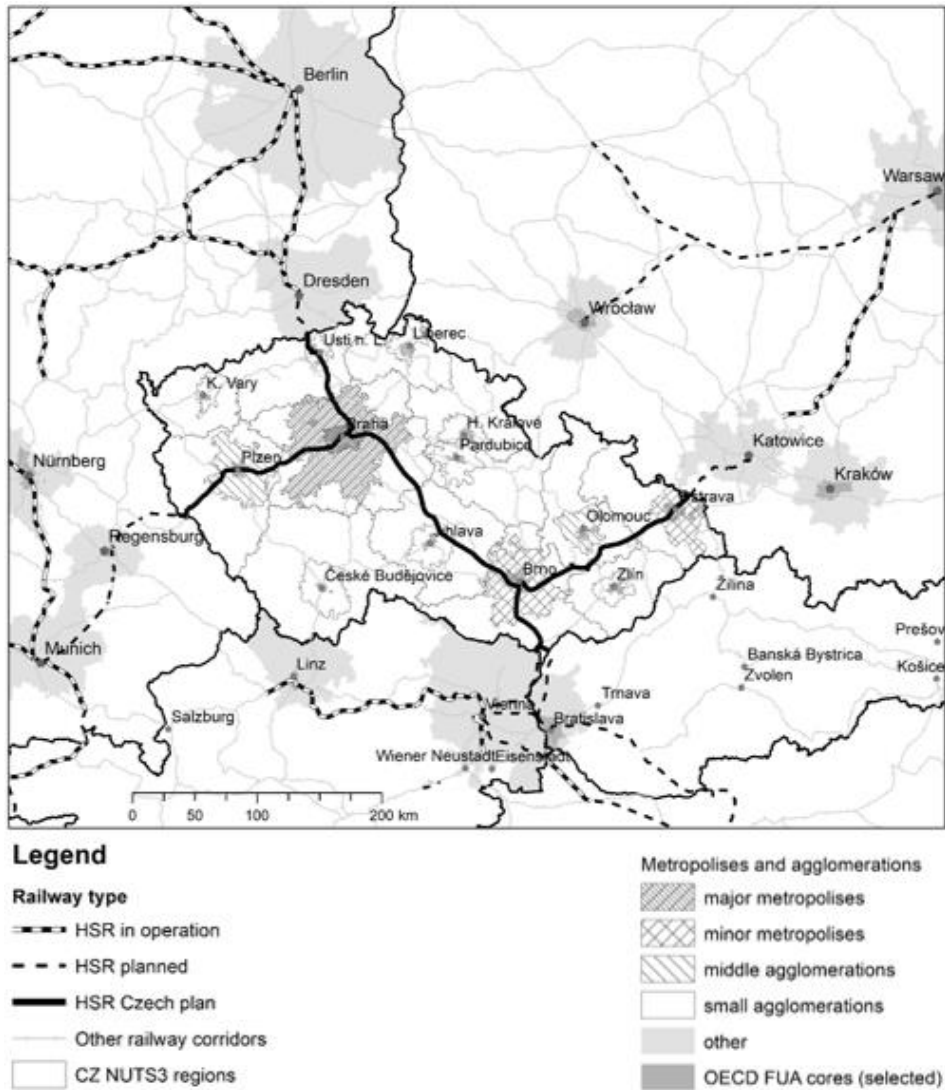 Berlin
Warsaw
Dresden
Wrocław
Usti n. L.
Liberec
K. Vary
Praha
H. Králové
Pardubice
Plzen
Katowice
Kraków
Nürnberg
Ostrava
Regensburg
Olomouc
Jihlava
Brno
Zlín
České Budějovice
Žilina
Munich
Prešov
Linz
Banská Bystrica
Košice
Zvolen
Trnava
Salzburg
Vienna
Bratislava
Wiener Neustadt
Eisenstadt
0 50 100 200 km
Legend
Railway type
HSR in operation
HSR planned
HSR Czech plan
Other railway corridors
CZ NUTS3 regions
Metropolises and agglomerations
major metropolises
minor metropolises
middle agglomerations
small agglomerations
other
OECD FUA cores (selected)